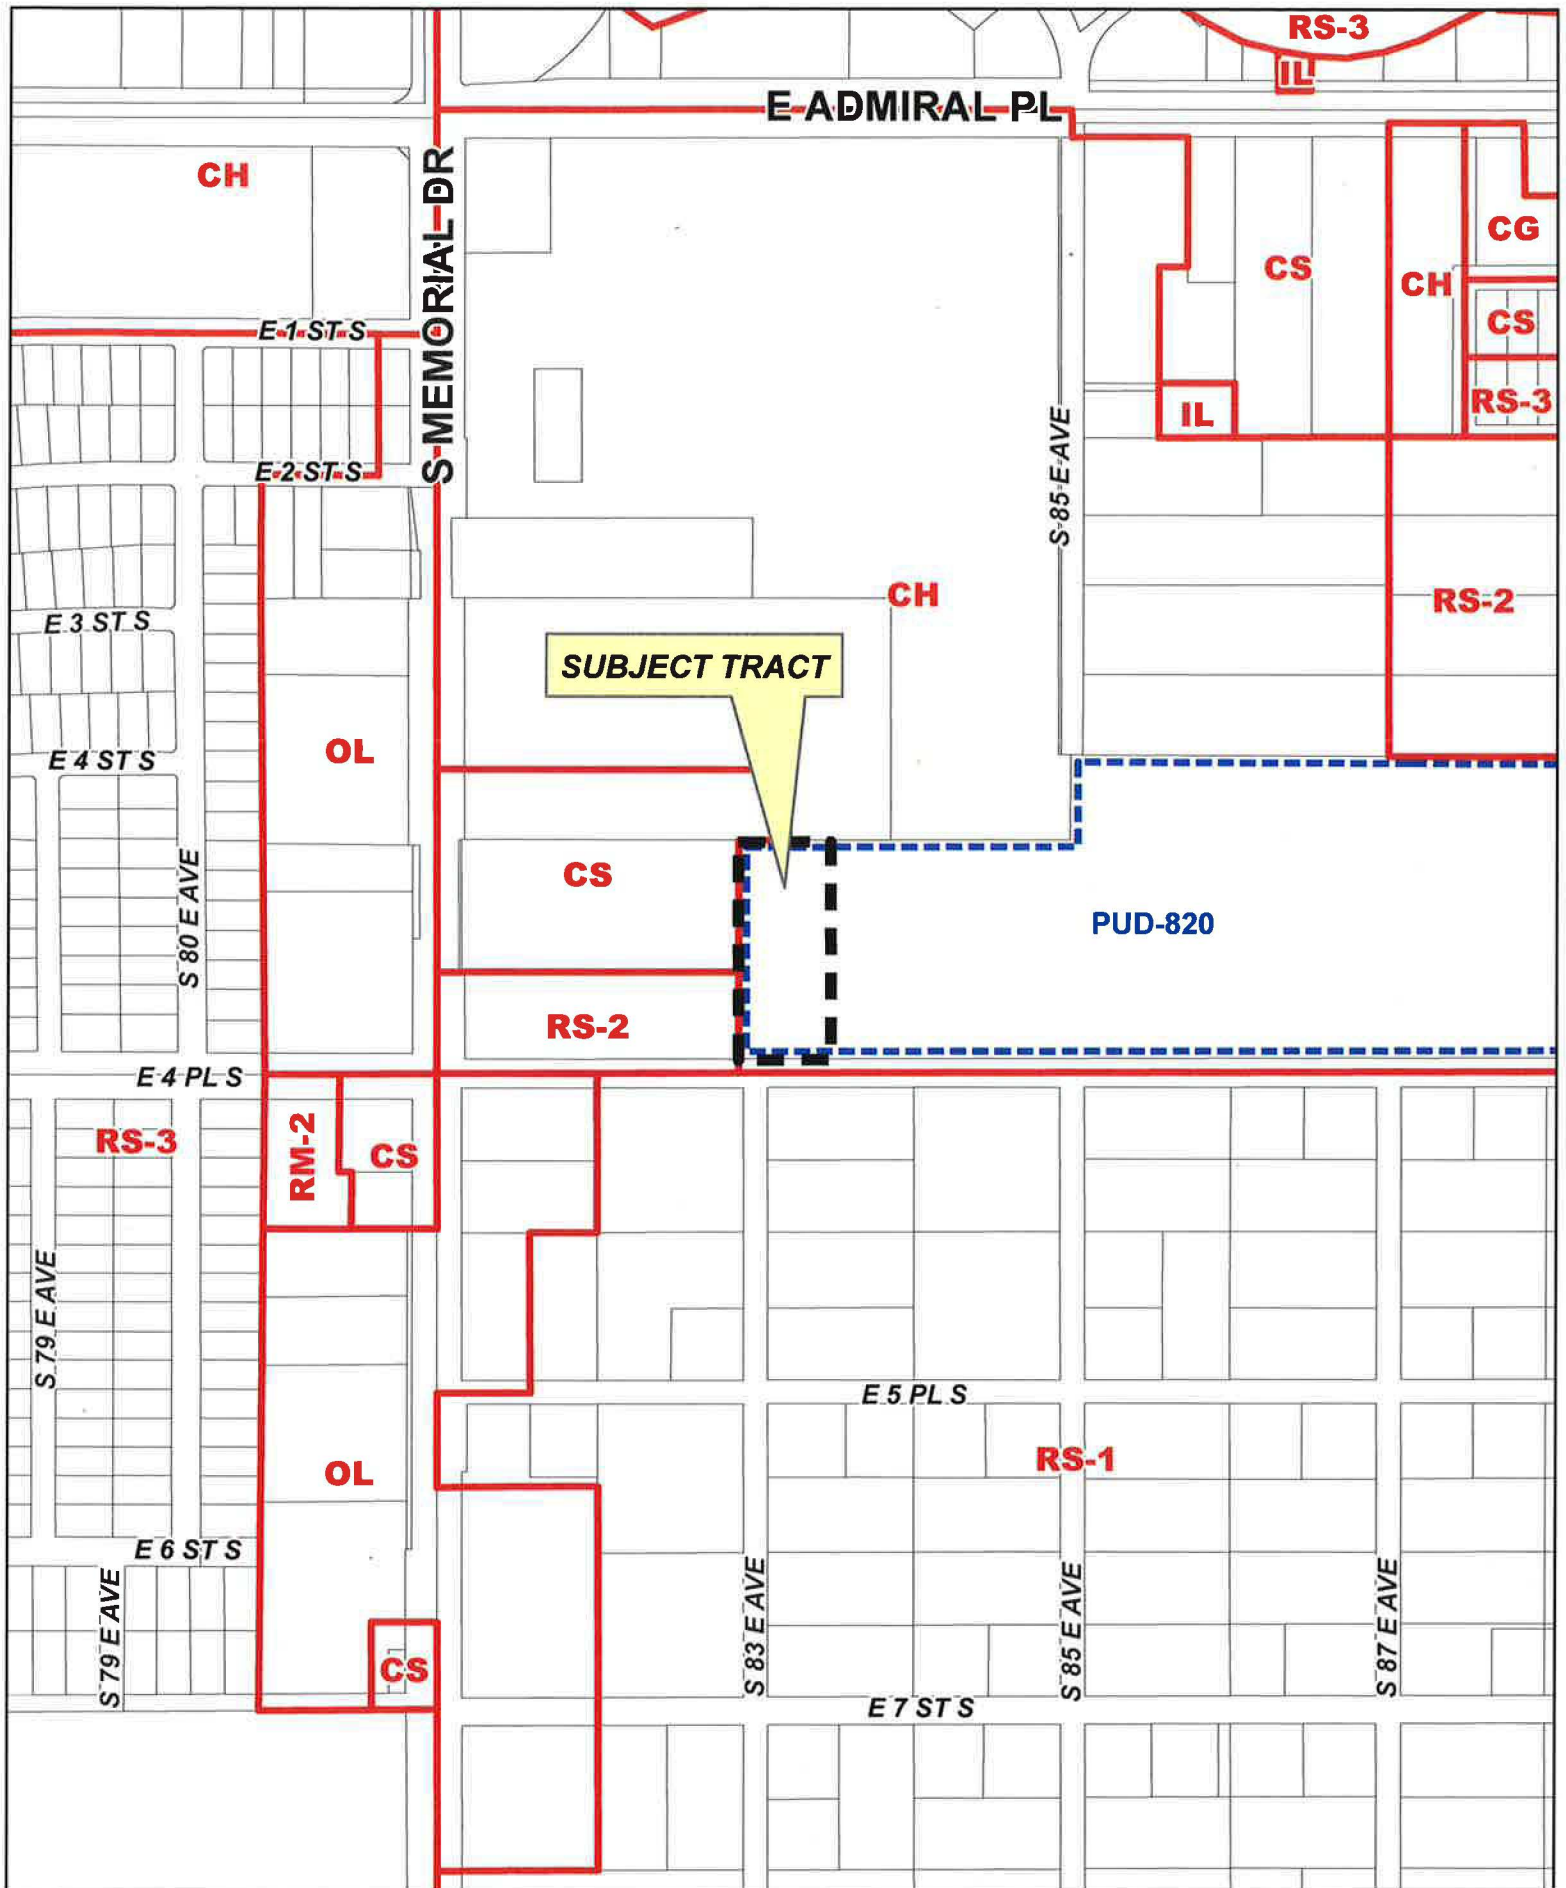 RS-3
IL
E ADMIRAL PL
CH
S MEMORIAL DR
CG
CS
CH
CS
E 1 ST S
RS-3
IL
E 2 ST S
S 85 E AVE
CH
RS-2
E 3 ST S
SUBJECT TRACT
OL
E 4 ST S
CS
S 80 E AVE
PUD-820
RS-2
E 4 PL S
RS-3
RM-2
CS
S 79 E AVE
E 5 PL S
RS-1
OL
E 6 ST S
S 79 E AVE
S 83 E AVE
S 85 E AVE
S 87 E AVE
CS
E 7 ST S